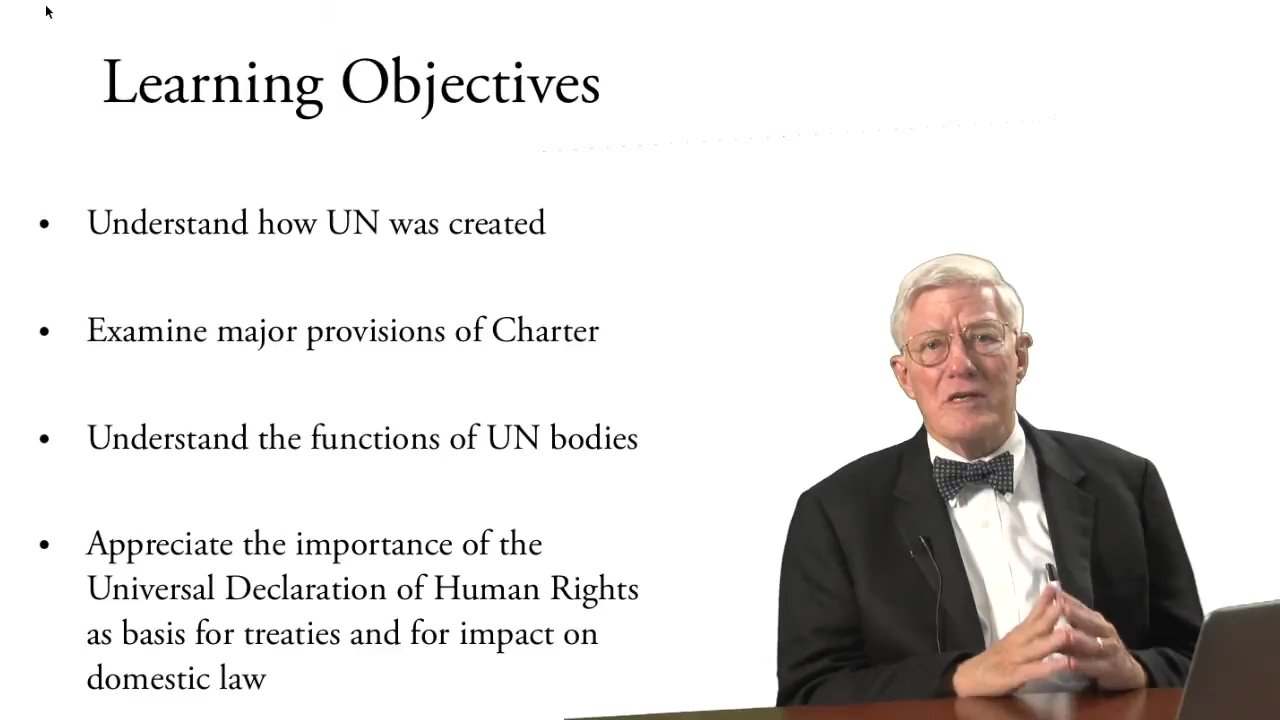 Learning Objectives
• Understand how UN was created
• Examine major provisions of Charter
• Understand the functions of UN bodies
• Appreciate the importance of the
Universal Declaration of Human Rights
as basis for treaties and for impact on
domestic law